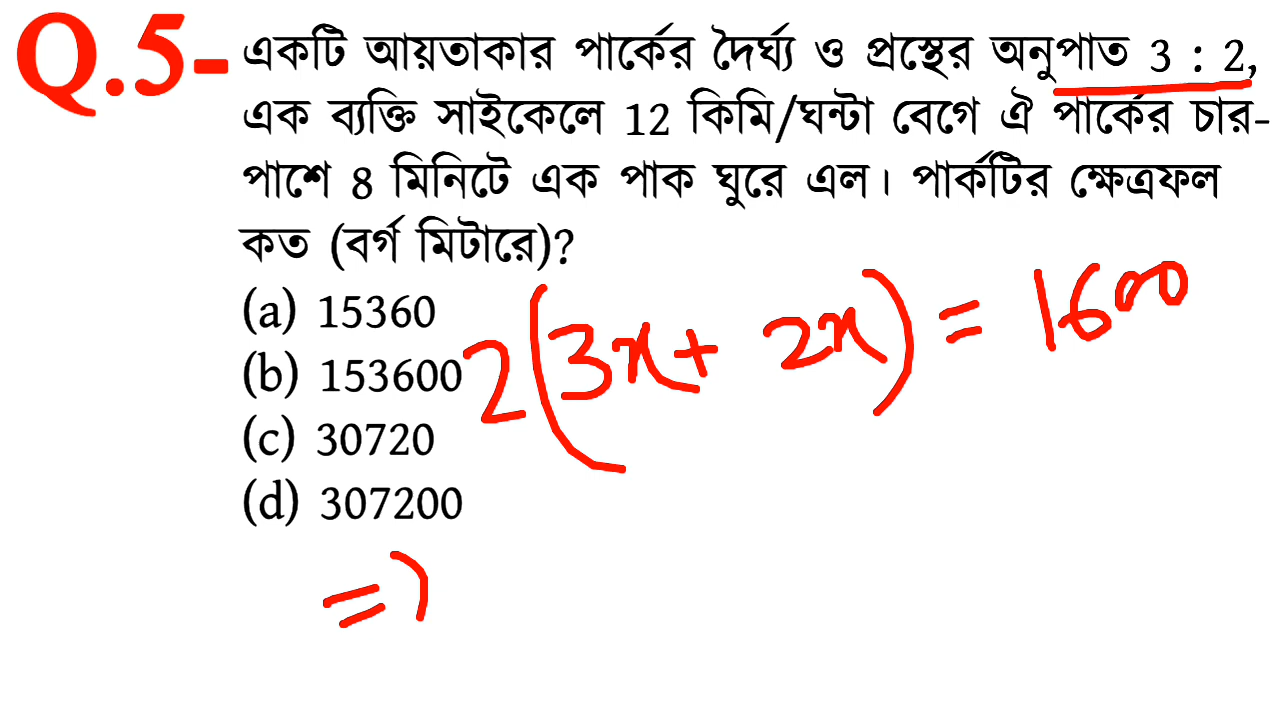 Q.5- একটি আয়তাকার পার্কের দৈর্ঘ্য ও প্রস্থের অনুপাত 3 : 2,
এক ব্যক্তি সাইকেলে 12 কিমি/ঘন্টা বেগে ঐ পার্কের চার-
পাশে 8 মিনিটে এক পাক ঘুরে এল। পার্কটির ক্ষেত্রফল
কত (বর্গ মিটারে)?
(a) 15360
(b) 153600
(c) 30720
(d) 307200
2(3x+ 2x) = 1600
=